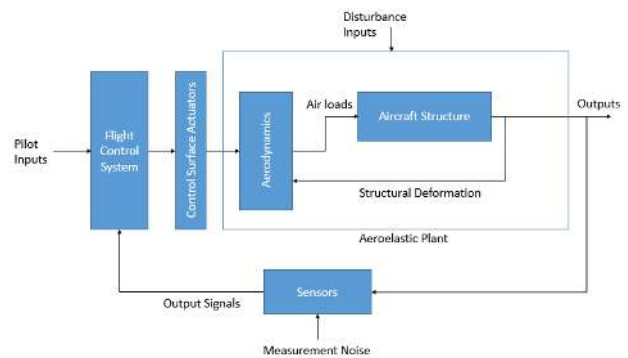 Disturbance
Inputs
Pilot
Inputs
Flight
Control
System
Control Surface Actuators
Aerodynamics
Air loads
Aircraft Structure
Outputs
Structural Deformation
Aeroelastic Plant
Output Signals
Sensors
Measurement Noise